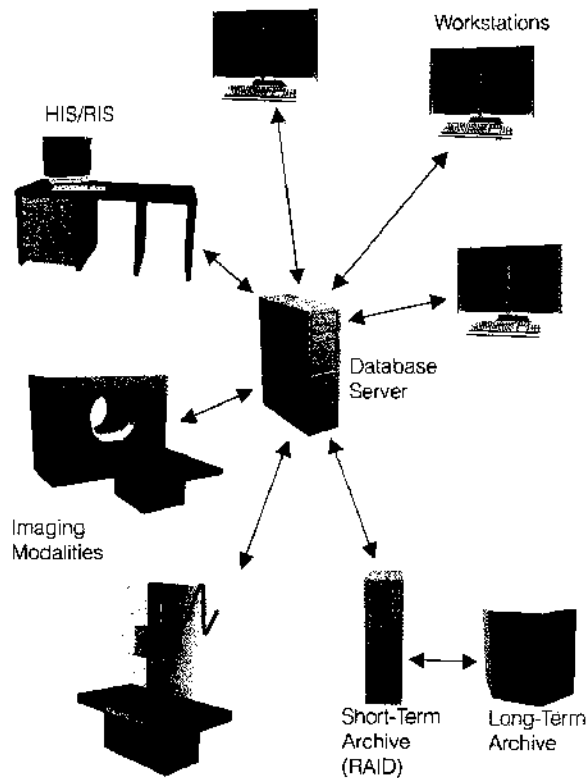 Workstations
HIS/RIS
Database
Server
Imaging
Modalities
Short-Term
Archive
(RAID)
Long-Term
Archive